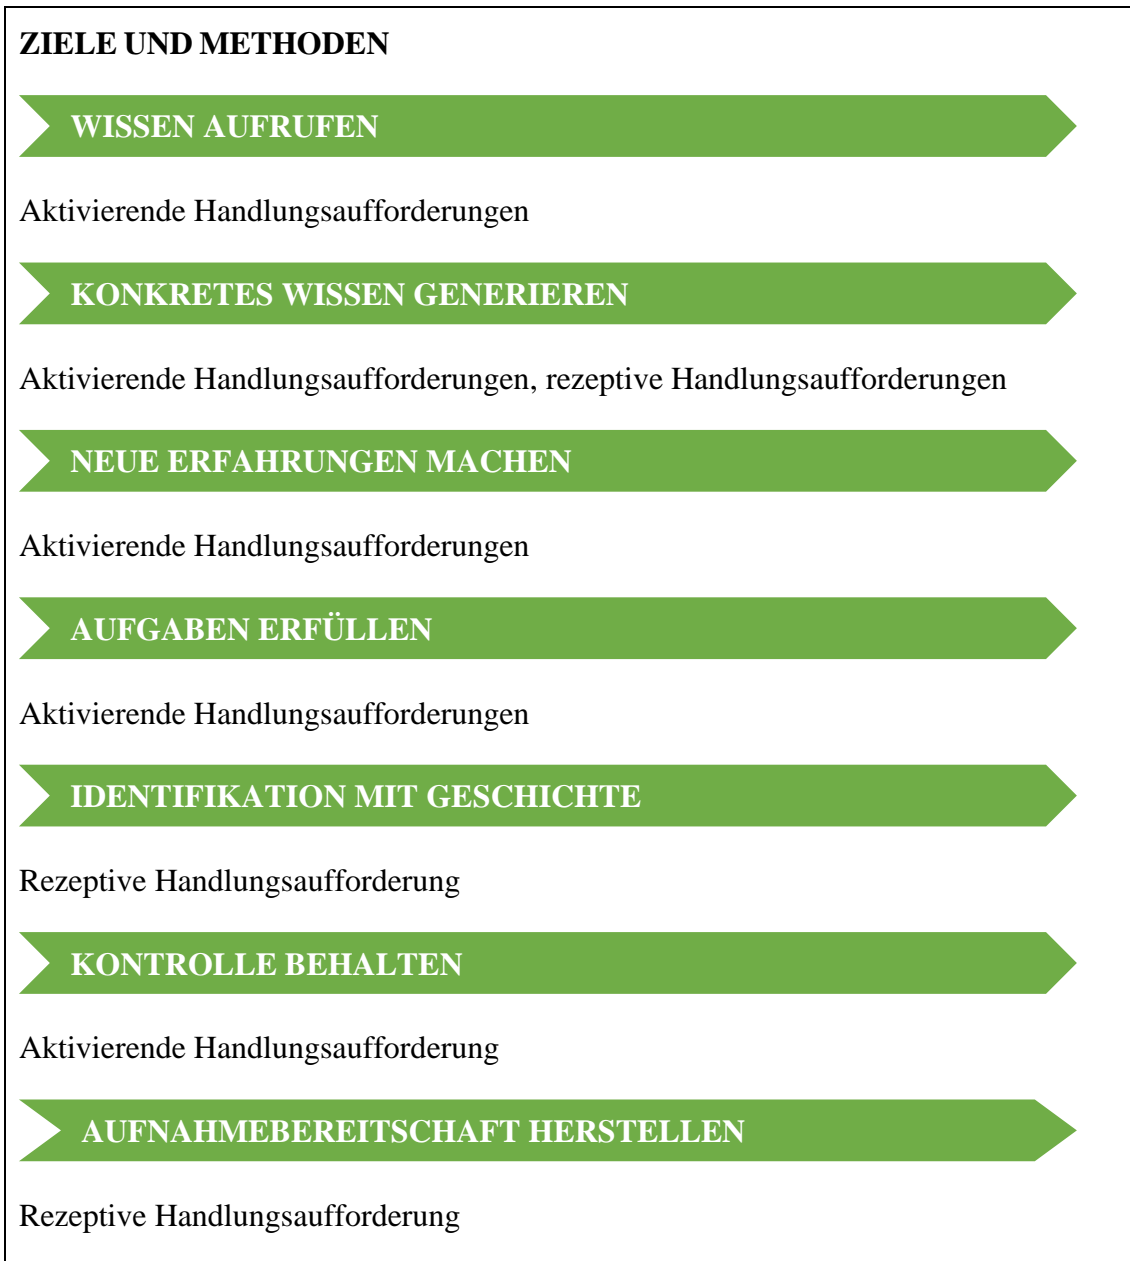 ZIELE UND METHODEN
WISSEN AUFRUFEN
Aktivierende Handlungsaufforderungen
KONKRETES WISSEN GENERIEREN
Aktivierende Handlungsaufforderungen, rezeptive Handlungsaufforderungen
NEUE ERFAHRUNGEN MACHEN
Aktivierende Handlungsaufforderungen
AUFGABEN ERFÜLLEN
Aktivierende Handlungsaufforderungen
IDENTIFIKATION MIT GESCHICHTE
Rezeptive Handlungsaufforderung
KONTROLLE BEHALTEN
Aktivierende Handlungsaufforderung
AUFNAHMEBEREITSCHAFT HERSTELLEN
Rezeptive Handlungsaufforderung